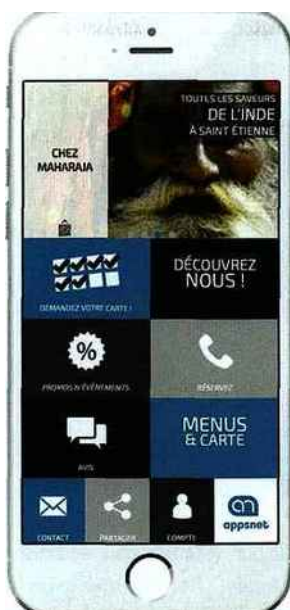 TOUTES LES SAVEURS
DE L'INDE
À SAINT ÉTIENNE
CHEZ
MAHARAJA
DEMANDEZ VOTRE CARTE !
DÉCOUVREZ
NOUS !
%
PROMOS & ÉVÉNEMENTS
RÉSERVEZ
AVIS
MENUS
& CARTE
CONTACT
PARTAGER
COMPTE
appsnet